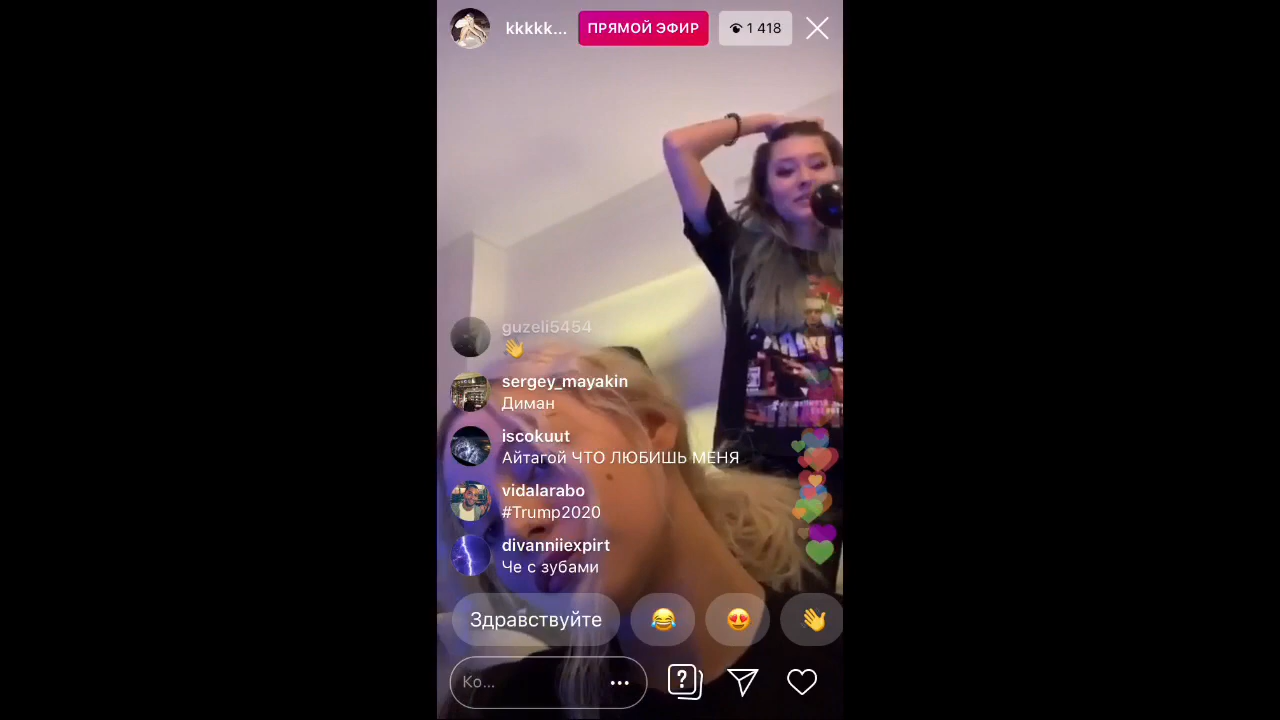 kkkkk...
ПРЯМОЙ ЭФИР
1 418
guzeli5454
sergey_mayakin
Диман
iscokuut
Айтагой ЧТО ЛЮБИШЬ МЕНЯ
vidalarabo
#Trump2020
divanniiexpirt
Че с зубами
Здравствуйте
Ко...